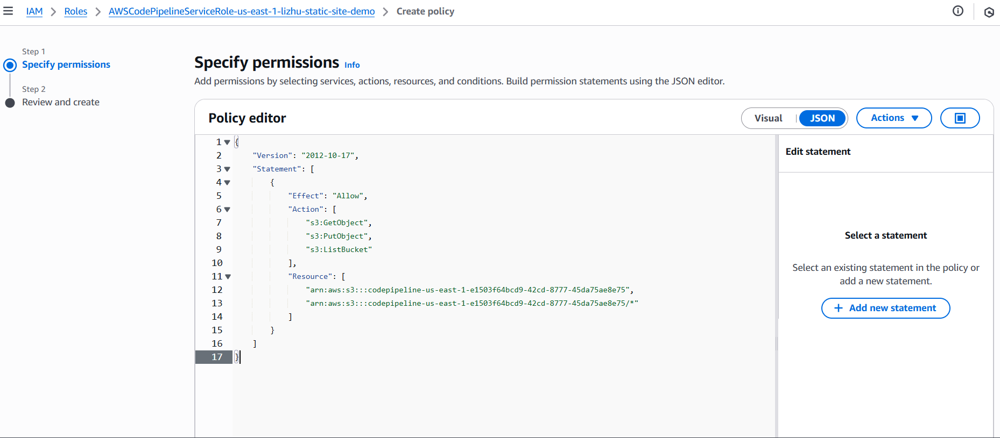 IAM > Roles > AWSCodePipelineServiceRole-us-east-1-lizhu-static-site-demo > Create policy
Step 1
Specify permissions
Step 2
Review and create
Specify permissions Info
Add permissions by selecting services, actions, resources, and conditions. Build permission statements using the JSON editor.
Policy editor
Visual | JSON
Actions
1 {
2     "Version": "2012-10-17",
3     "Statement": [
4         {
5             "Effect": "Allow",
6             "Action": [
7                 "s3:GetObject",
8                 "s3:PutObject",
9                 "s3:ListBucket"
10             ],
11             "Resource": [
12                 "arn:aws:s3:::codepipeline-us-east-1-e1503f64bcd9-42cd-8777-45da75ae8e75",
13                 "arn:aws:s3:::codepipeline-us-east-1-e1503f64bcd9-42cd-8777-45da75ae8e75/*"
14             ]
15         }
16     ]
17 }
Edit statement
Select a statement
Select an existing statement in the policy or
add a new statement.
+ Add new statement